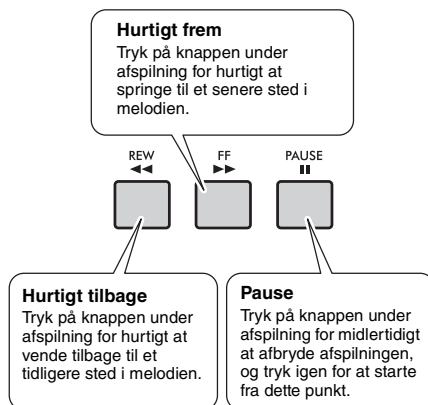 Hurtigt frem
Tryk på knappen under
afspilning for hurtigt at
springe til et senere sted i
melodien.
REW
FF
PAUSE
Hurtigt tilbage
Tryk på knappen under
afspilning for hurtigt at
vende tilbage til et
tidligere sted i melodien.
Pause
Tryk på knappen under
afspilning for midlertidigt
at afbryde afspilningen,
og tryk igen for at starte
fra dette punkt.